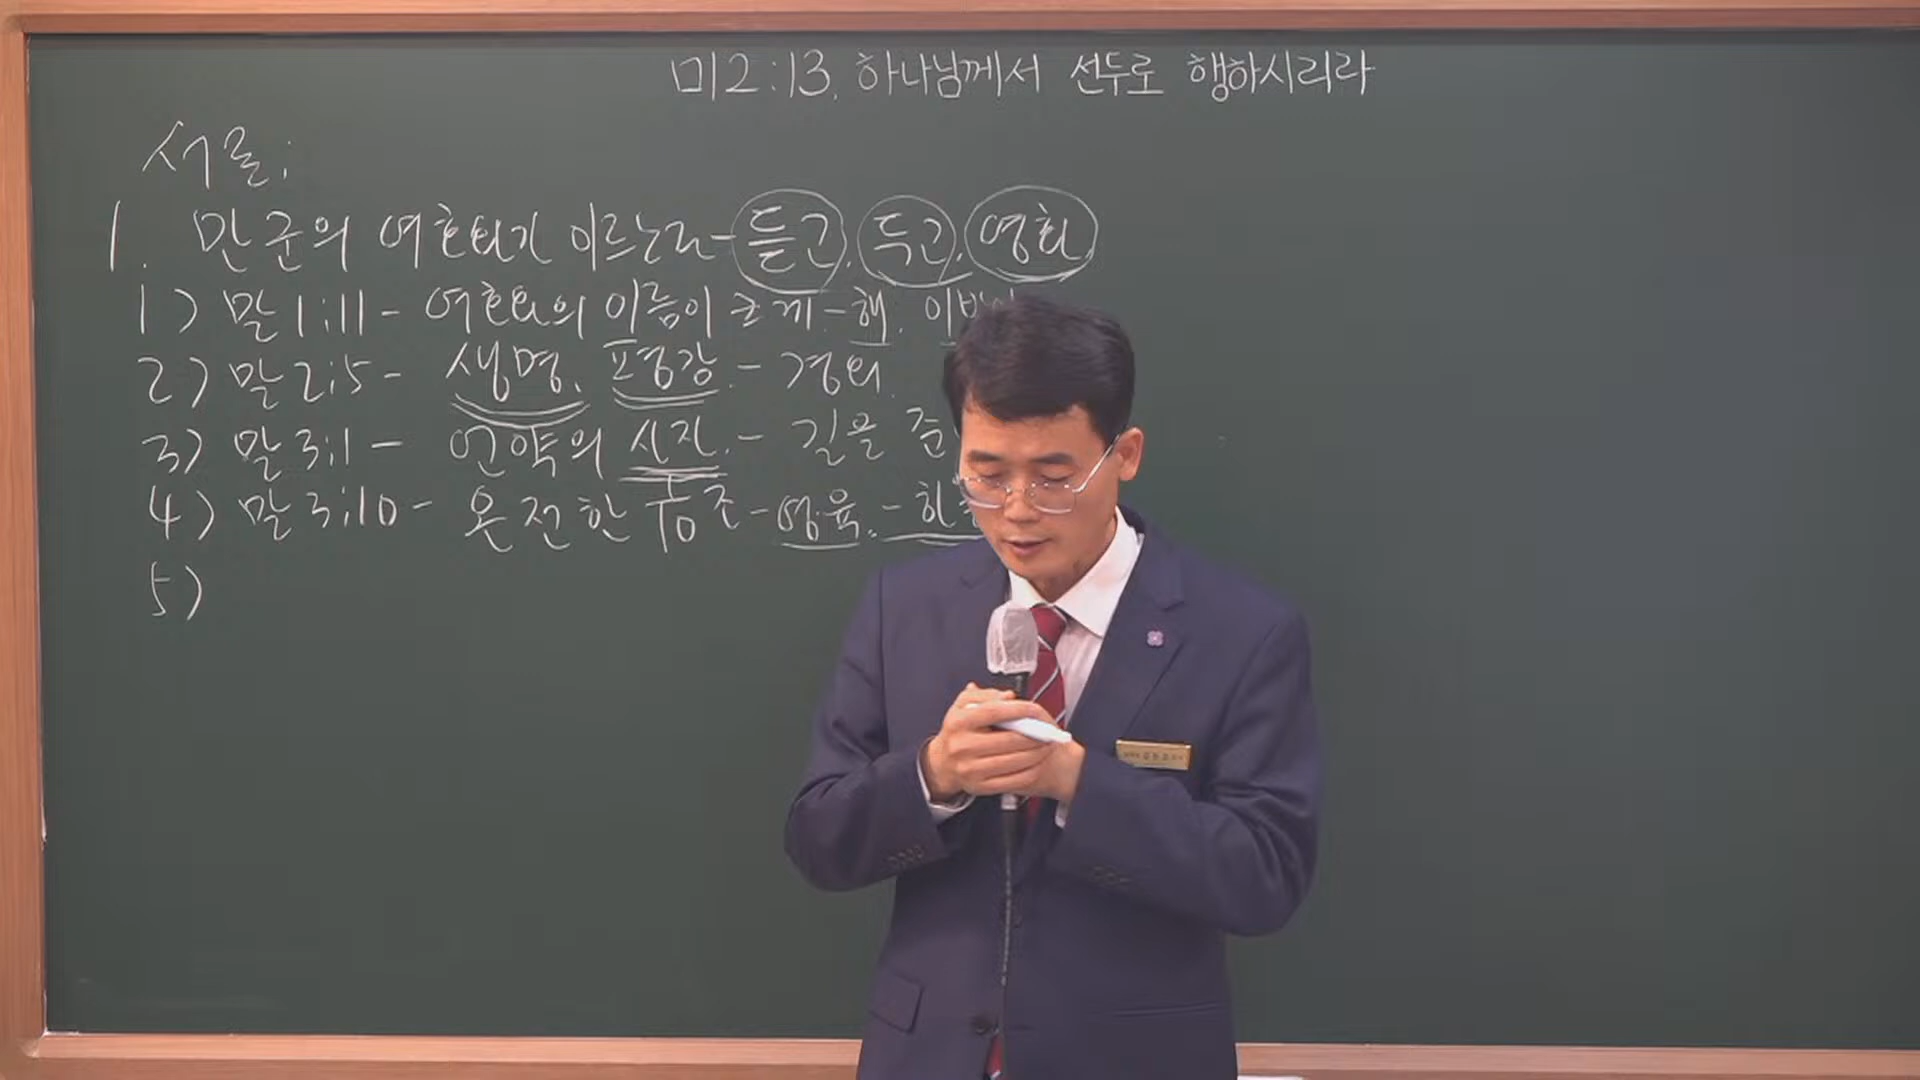 미2:13. 하나님께서 선두로 행하시리라
서론;
1. 만군의 여호와가 이르노라-듣고. 두고. 영화
1) 말1:11- 여호와의 이름이 크게-해.
2) 말2:5- 생명. 평강.- 경외
3) 말3:1- 언약의 사자.- 길을
4) 말3:10- 온전한 십일조-영육.-
5)